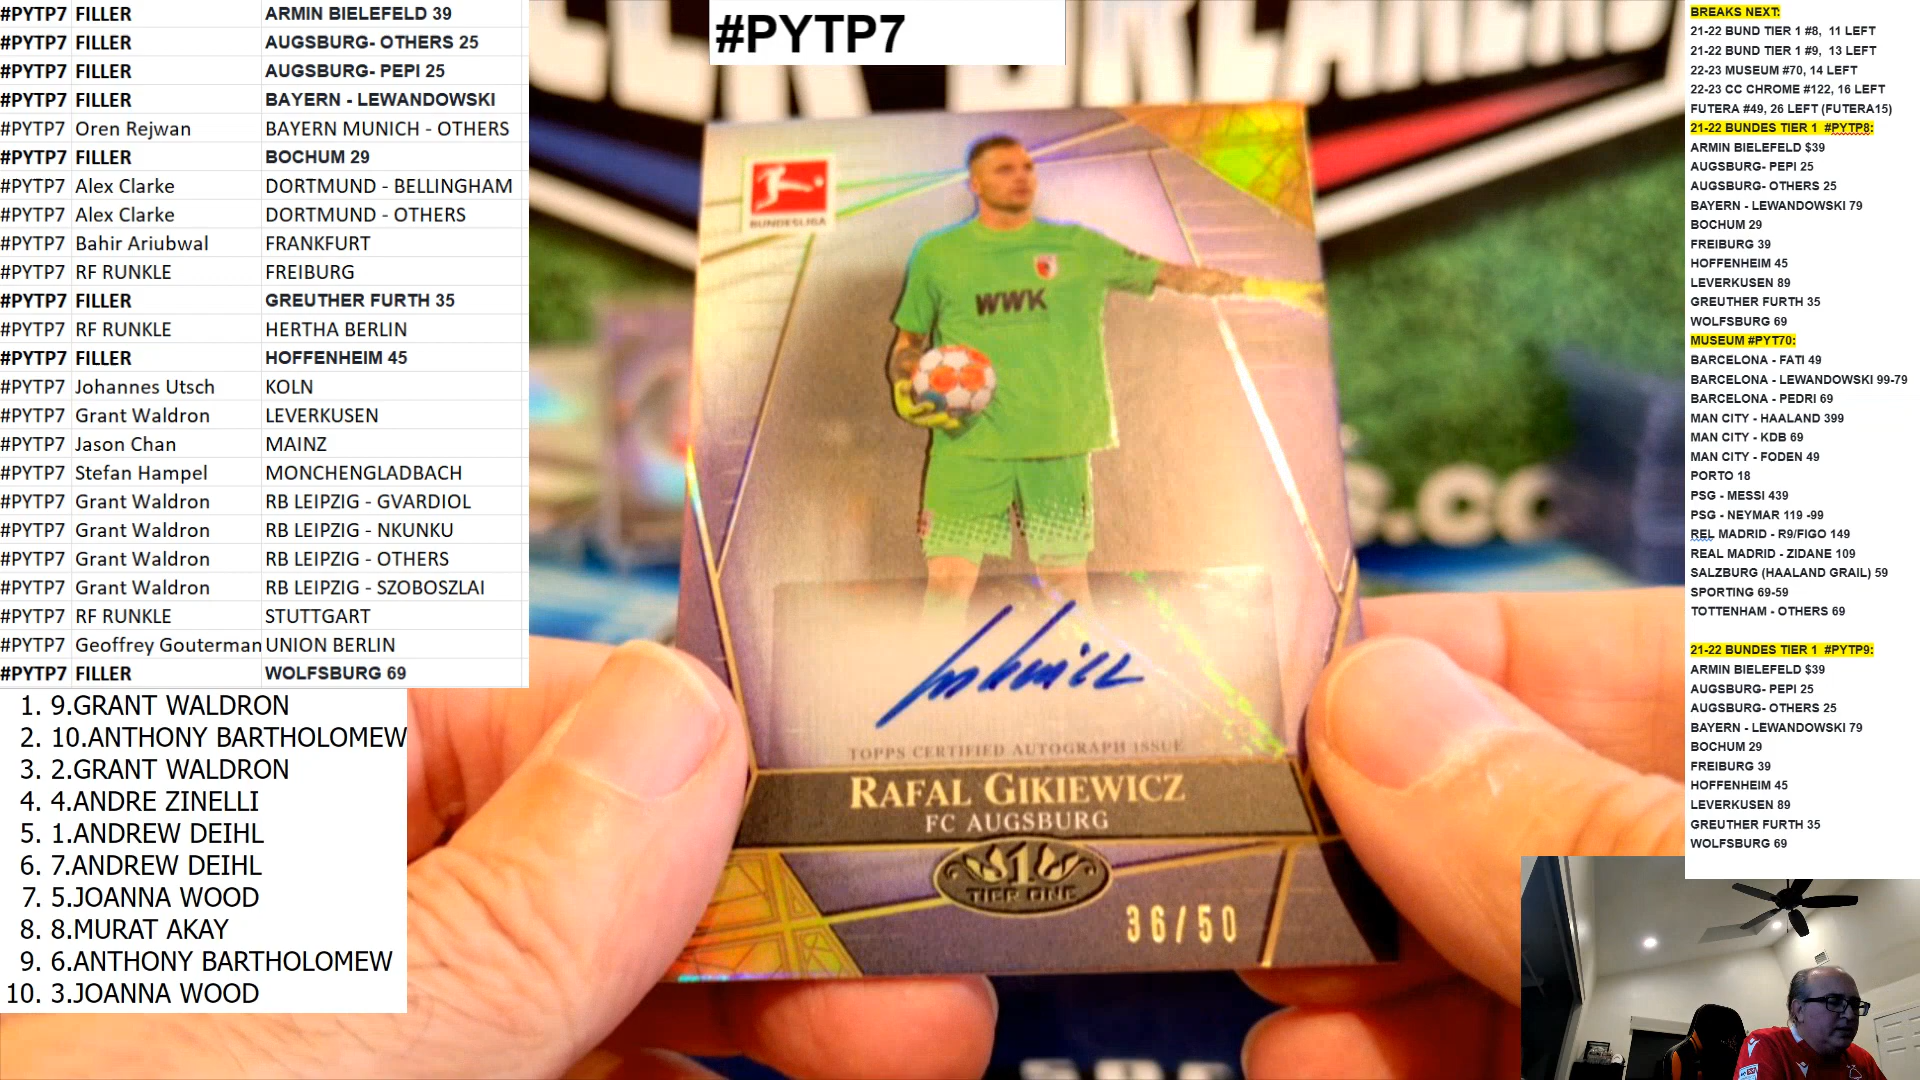 #PYTP7 FILLER ARMIN BIELEFELD 39
#PYTP7 FILLER AUGSBURG- OTHERS 25
#PYTP7 FILLER AUGSBURG- PEPI 25
#PYTP7 FILLER BAYERN - LEWANDOWSKI
#PYTP7 Oren Rejwan BAYERN MUNICH - OTHERS
#PYTP7 FILLER BOCHUM 29
#PYTP7 Alex Clarke DORTMUND - BELLINGHAM
#PYTP7 Alex Clarke DORTMUND - OTHERS
#PYTP7 Bahir Ariubwal FRANKFURT
#PYTP7 RF RUNKLE FREIBURG
#PYTP7 FILLER GREUTHER FURTH 35
#PYTP7 RF RUNKLE HERTHA BERLIN
#PYTP7 FILLER HOFFENHEIM 45
#PYTP7 Johannes Utsch KOLN
#PYTP7 Grant Waldron LEVERKUSEN
#PYTP7 Jason Chan MAINZ
#PYTP7 Stefan Hampel MONCHENGLADBACH
#PYTP7 Grant Waldron RB LEIPZIG - GVARDIOL
#PYTP7 Grant Waldron RB LEIPZIG - NKUNKU
#PYTP7 Grant Waldron RB LEIPZIG - OTHERS
#PYTP7 Grant Waldron RB LEIPZIG - SZOBOSZLAI
#PYTP7 RF RUNKLE STUTTGART
#PYTP7 Geoffrey Gouterman UNION BERLIN
#PYTP7 FILLER WOLFSBURG 69
1. 9.GRANT WALDRON
2. 10.ANTHONY BARTHOLOMEW
3. 2.GRANT WALDRON
4. 4.ANDRE ZINELLI
5. 1.ANDREW DEIHL
6. 7.ANDREW DEIHL
7. 5.JOANNA WOOD
8. 8.MURAT AKAY
9. 6.ANTHONY BARTHOLOMEW
10. 3.JOANNA WOOD
#PYTP7
BUNDESLIGA
WWK
TOPPS CERTIFIED AUTOGRAPH ISSUE
RAFAL GIKIEWICZ
FC AUGSBURG
1
TIER ONE
36/50
S.CC
BREAKS NEXT:
21-22 BUND TIER 1 #8, 11 LEFT
21-22 BUND TIER 1 #9, 13 LEFT
22-23 MUSEUM #70, 14 LEFT
22-23 CC CHROME #122, 16 LEFT
FUTERA #49, 26 LEFT (FUTERA15)
21-22 BUNDES TIER 1 #PYTP8:
ARMIN BIELEFELD $39
AUGSBURG- PEPI 25
AUGSBURG- OTHERS 25
BAYERN - LEWANDOWSKI 79
BOCHUM 29
FREIBURG 39
HOFFENHEIM 45
LEVERKUSEN 89
GREUTHER FURTH 35
WOLFSBURG 69
MUSEUM #PYT70:
BARCELONA - FATI 49
BARCELONA - LEWANDOWSKI 99-79
BARCELONA - PEDRI 69
MAN CITY - HAALAND 399
MAN CITY - KDB 69
MAN CITY - FODEN 49
PORTO 18
PSG - MESSI 439
PSG - NEYMAR 119 -99
REL MADRID - R9/FIGO 149
REAL MADRID - ZIDANE 109
SALZBURG (HAALAND GRAIL) 59
SPORTING 69-59
TOTTENHAM - OTHERS 69
21-22 BUNDES TIER 1 #PYTP9:
ARMIN BIELEFELD $39
AUGSBURG- PEPI 25
AUGSBURG- OTHERS 25
BAYERN - LEWANDOWSKI 79
BOCHUM 29
FREIBURG 39
HOFFENHEIM 45
LEVERKUSEN 89
GREUTHER FURTH 35
WOLFSBURG 69